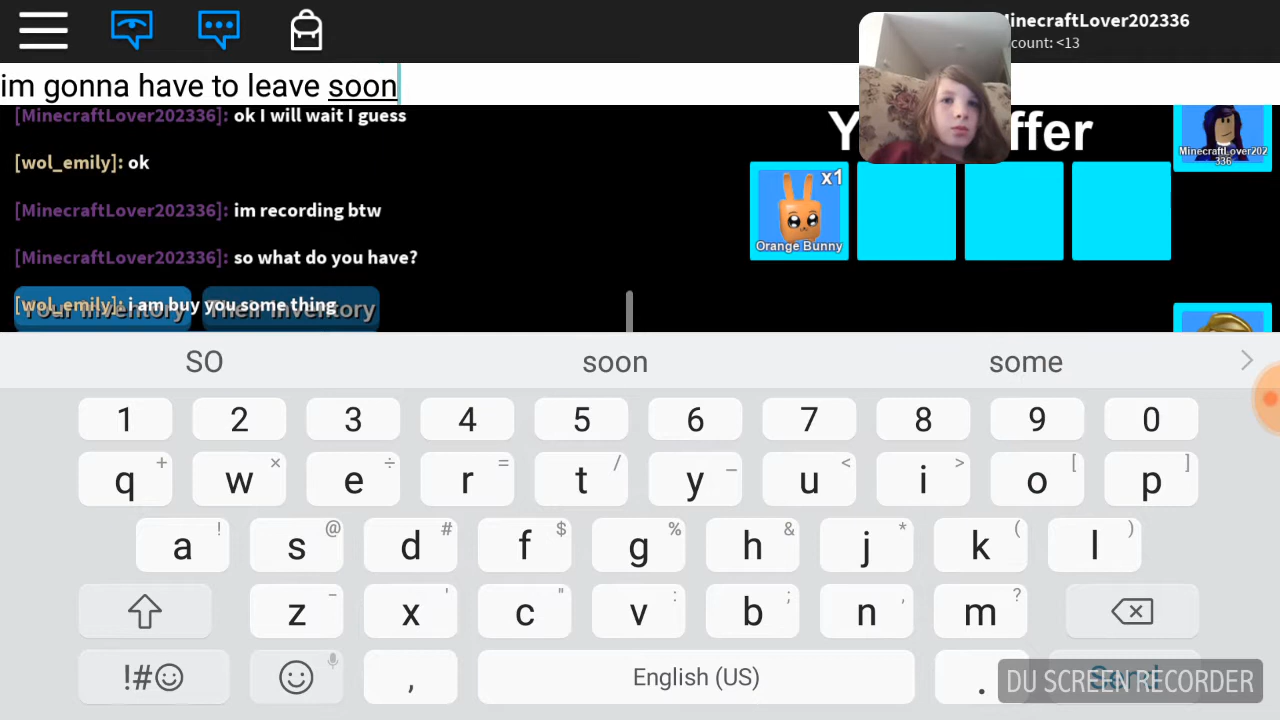 inecraftLover202336
count: <13
im gonna have to leave soon
[MinecraftLover202336]: ok I will wait I guess
[wol_emily]: ok
[MinecraftLover202336]: im recording btw
[MinecraftLover202336]: so what do you have?
[wol_emily]: i am buy you some thing
Your Inventory
Their Inventory
Y ffer
MinecraftLover202
336
x1
Orange Bunny
SO soon some
1 2 3 4 5 6 7 8 9 0
q + w × e ÷ r = t / y _ u < i > o [ p ]
a ! s @ d # f $ g % h & j * k ( l )
z - x ' c " v : b ; n , m ?
!#☺ , English (US) . Send
DU SCREEN RECORDER